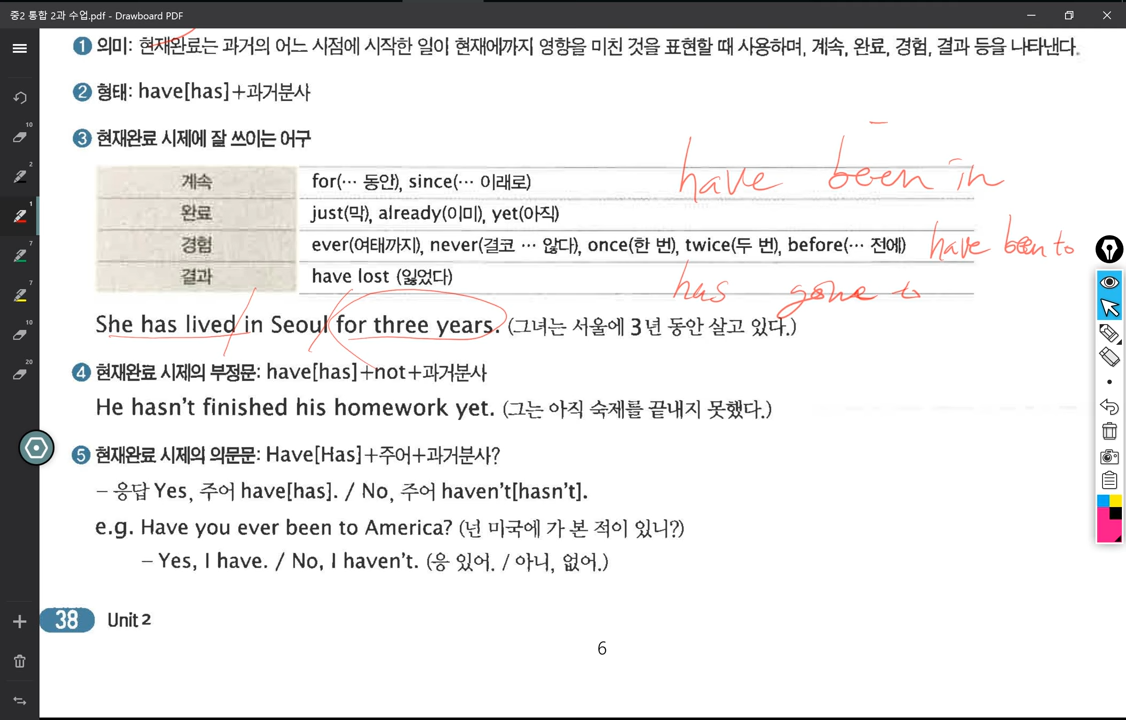 중2 통합 2과 수업.pdf - Drawboard PDF
1 의미: 현재완료는 과거의 어느 시점에 시작한 일이 현재에까지 영향을 미친 것을 표현할 때 사용하며, 계속, 완료, 경험, 결과 등을 나타낸다.
2 형태: have[has]+과거분사
3 현재완료 시제에 잘 쓰이는 어구
계속 for(… 동안), since(… 이래로) have been in
완료 just(막), already(이미), yet(아직)
경험 ever(여태까지), never(결코 … 않다), once(한 번), twice(두 번), before(… 전에) have been to
결과 have lost (잃었다) has gone to
She has lived in Seoul for three years. (그녀는 서울에 3년 동안 살고 있다.)
4 현재완료 시제의 부정문: have[has]+not+과거분사
He hasn't finished his homework yet. (그는 아직 숙제를 끝내지 못했다.)
5 현재완료 시제의 의문문: Have[Has]+주어+과거분사?
– 응답 Yes, 주어 have[has]. / No, 주어 haven't[hasn't].
e.g. Have you ever been to America? (넌 미국에 가 본 적이 있니?)
– Yes, I have. / No, I haven't. (응 있어. / 아니, 없어.)
38 Unit 2
6
10
2
1
7
7
10
20